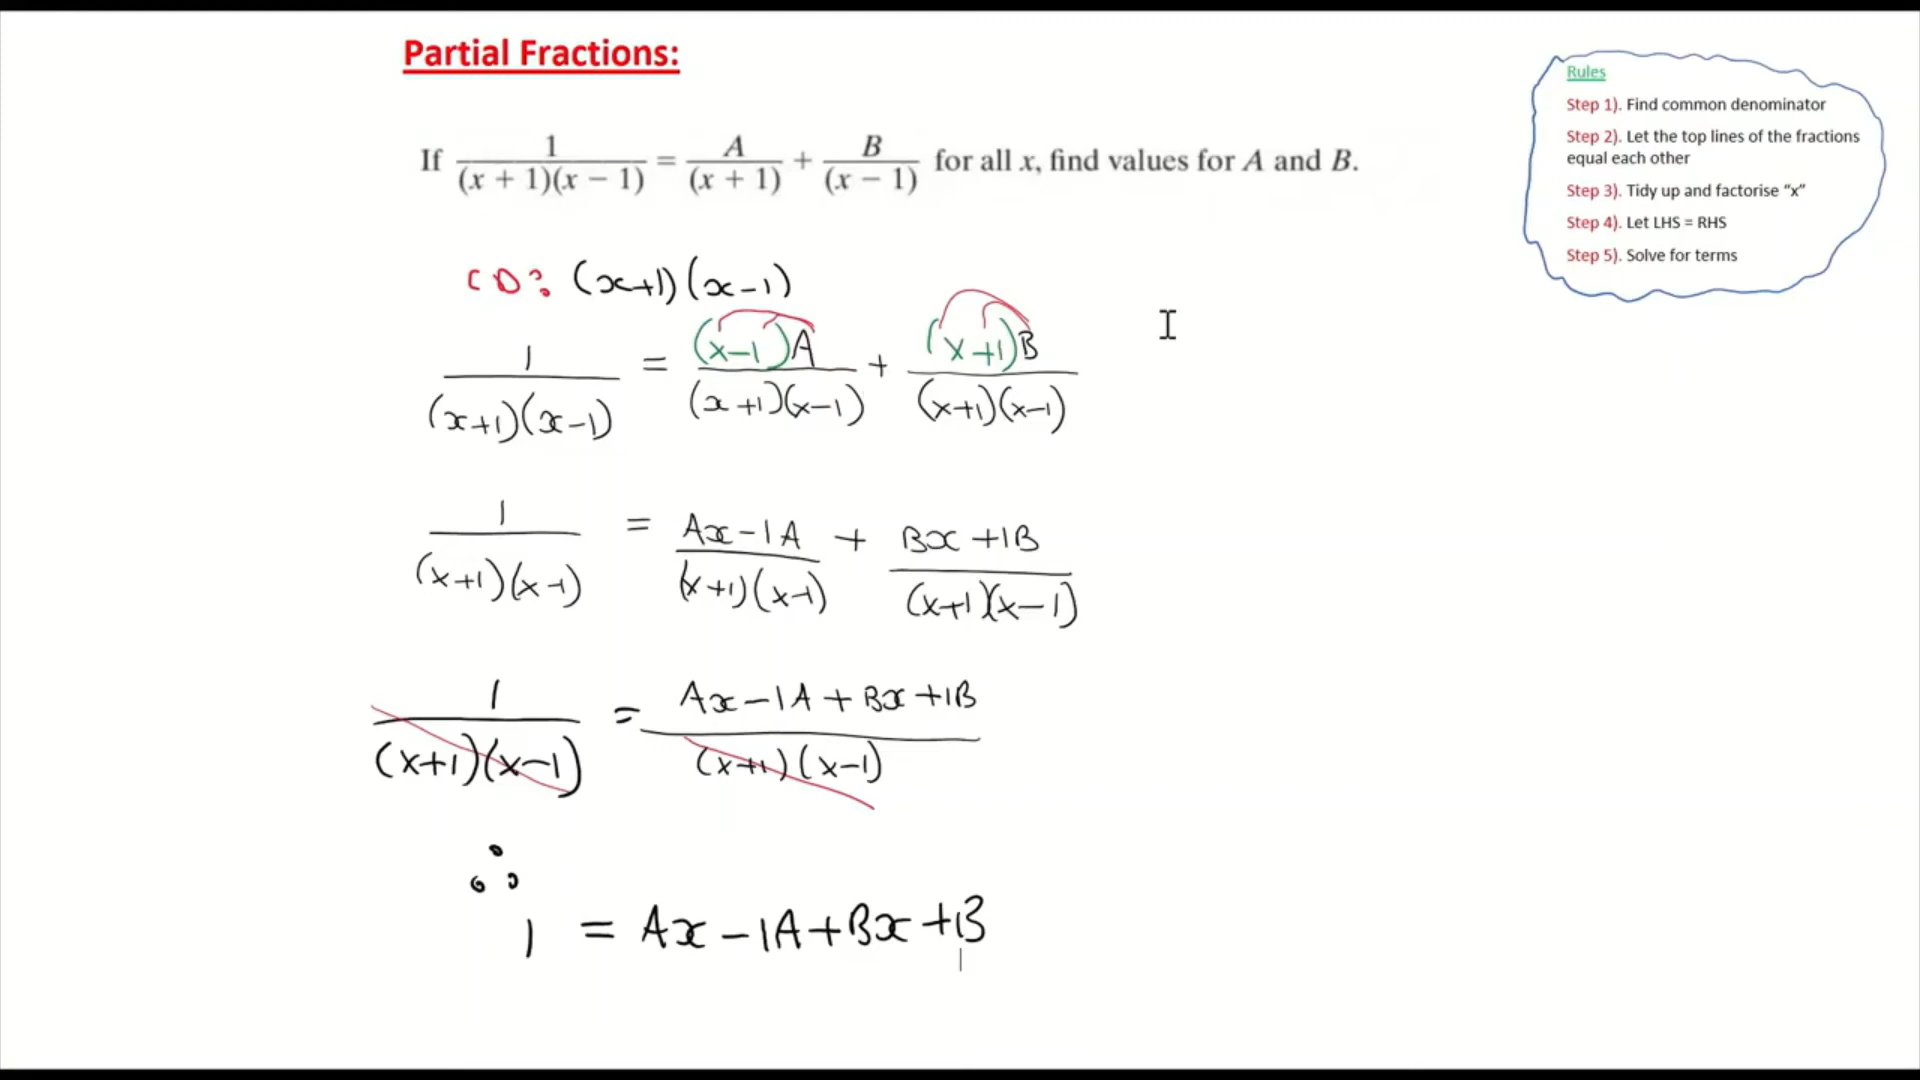 Partial Fractions:
If 1/((x + 1)(x − 1)) = A/(x + 1) + B/(x − 1) for all x, find values for A and B.
Rules
Step 1). Find common denominator
Step 2). Let the top lines of the fractions
equal each other
Step 3). Tidy up and factorise “x”
Step 4). Let LHS = RHS
Step 5). Solve for terms
CD: (x+1)(x-1)
1/((x+1)(x-1)) = (x-1)A/((x+1)(x-1)) + (x+1)B/((x+1)(x-1))
1/((x+1)(x-1)) = Ax-1A/((x+1)(x-1)) + Bx+1B/((x+1)(x-1))
1/((x+1)(x-1)) = Ax-1A+Bx+1B/((x+1)(x-1))
∴
1 = Ax-1A+Bx+1B